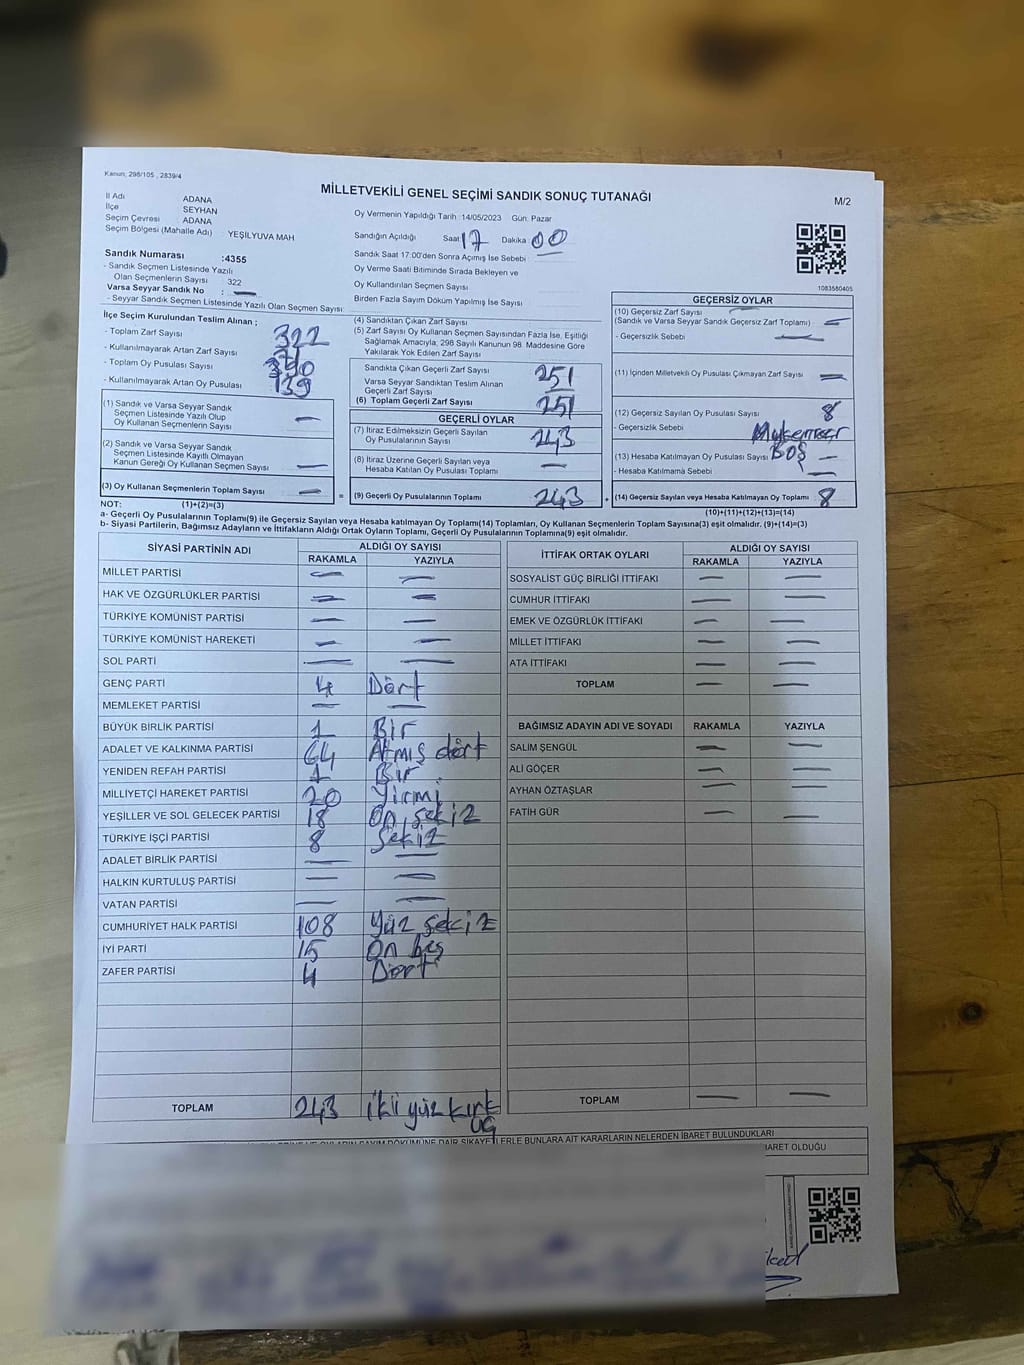 Kanun, 298/105 , 2839/4
MİLLETVEKİLİ GENEL SEÇİMİ SANDIK SONUÇ TUTANAĞI
M/2
İl Adı ADANA
İlçe SEYHAN
Seçim Çevresi ADANA
Seçim Bölgesi (Mahalle Adı) YEŞİLYUVA MAH
Oy Vermenin Yapıldığı Tarih :14/05/2023 Gün: Pazar
Sandığın Açıldığı Saat: 17 Dakika: 00
Sandık Saat 17:00'den Sonra Açımış İse Sebebi
Oy Verme Saati Bitiminde Sırada Bekleyen ve
Oy Kullandırılan Seçmen Sayısı
Birden Fazla Sayım Döküm Yapılmış İse Sayısı
Sandık Numarası :4355
- Sandık Seçmen Listesinde Yazılı
Olan Seçmenlerin Sayısı 322
Varsa Seyyar Sandık No : —
- Seyyar Sandık Seçmen Listesinde Yazılı Olan Seçmen Sayısı:
1083580405
İlçe Seçim Kurulundan Teslim Alınan ;
- Toplam Zarf Sayısı 322
- Kullanılmayarak Artan Zarf Sayısı
- Toplam Oy Pusulası Sayısı
- Kullanılmayarak Artan Oy Pusulası 139
(1) Sandık ve Varsa Seyyar Sandık
Seçmen Listesinde Yazılı Olup
Oy Kullanan Seçmenlerin Sayısı —
(2) Sandık ve Varsa Seyyar Sandık
Seçmen Listesinde Kayıtlı Olmayan
Kanun Gereği Oy Kullanan Seçmen Sayısı —
(3) Oy Kullanan Seçmenlerin Toplam Sayısı —
(4) Sandıktan Çıkan Zarf Sayısı
(5) Zarf Sayısı Oy Kullanan Seçmen Sayısından Fazla İse, Eşitliği
Sağlamak Amacıyla, 298 Sayılı Kanunun 98. Maddesine Göre
Yakılarak Yok Edilen Zarf Sayısı
Sandıkta Çıkan Geçerli Zarf Sayısı 251
Varsa Seyyar Sandıktan Teslim Alınan
Geçerli Zarf Sayısı
(6) Toplam Geçerli Zarf Sayısı 251
GEÇERLİ OYLAR
(7) İtiraz Edilmeksizin Geçerli Sayılan
Oy Pusulalarının Sayısı 243
(8) İtiraz Üzerine Geçerli Sayılan veya
Hesaba Katılan Oy Pusulası Toplamı —
= (9) Geçerli Oy Pusulalarının Toplamı 243
GEÇERSİZ OYLAR
(10) Geçersiz Zarf Sayısı
(Sandık ve Varsa Seyyar Sandık Geçersiz Zarf Toplamı) —
- Geçersizlik Sebebi —
(11) İçinden Milletvekili Oy Pusulası Çıkmayan Zarf Sayısı —
(12) Geçersiz Sayılan Oy Pusulası Sayısı 8
- Geçersizlik Sebebi Mükerrer
BOŞ
(13) Hesaba Katılmayan Oy Pusulası Sayısı —
- Hesaba Katılmama Sebebi —
+ (14) Geçersiz Sayılan veya Hesaba Katılmayan Oy Pusulası Toplamı 8
NOT: (1)+(2)=(3)
(10)+(11)+(12)+(13)=(14)
a- Geçerli Oy Pusulalarının Toplamı(9) ile Geçersiz Sayılan veya Hesaba katılmayan Oy Toplamı(14) Toplamları, Oy Kullanan Seçmenlerin Toplam Sayısına(3) eşit olmalıdır. (9)+(14)=(3)
b- Siyasi Partilerin, Bağımsız Adayların ve İttifakların Aldığı Ortak Oyların Toplamı, Geçerli Oy Pusulalarının Toplamına(9) eşit olmalıdır.
SİYASİ PARTİNİN ADI ALDIĞI OY SAYISI
RAKAMLA YAZIYLA
MİLLET PARTİSİ — —
HAK VE ÖZGÜRLÜKLER PARTİSİ — —
TÜRKİYE KOMÜNİST PARTİSİ — —
TÜRKİYE KOMÜNİST HAREKETİ — —
SOL PARTİ — —
GENÇ PARTİ 4 Dört
MEMLEKET PARTİSİ — —
BÜYÜK BİRLİK PARTİSİ 1 Bir
ADALET VE KALKINMA PARTİSİ 64 Atmış dört
YENİDEN REFAH PARTİSİ 1 Bir
MİLLİYETÇİ HAREKET PARTİSİ 20 Yirmi
YEŞİLLER VE SOL GELECEK PARTİSİ 18 On sekiz
TÜRKİYE İŞÇİ PARTİSİ 8 Sekiz
ADALET BİRLİK PARTİSİ — —
HALKIN KURTULUŞ PARTİSİ — —
VATAN PARTİSİ — —
CUMHURİYET HALK PARTİSİ 108 Yüz sekiz
İYİ PARTİ 15 On beş
ZAFER PARTİSİ 4 Dört
TOPLAM 243 iki yüz kırk
üç
İTTİFAK ORTAK OYLARI ALDIĞI OY SAYISI
RAKAMLA YAZIYLA
SOSYALİST GÜÇ BİRLİĞİ İTTİFAKI — —
CUMHUR İTTİFAKI — —
EMEK VE ÖZGÜRLÜK İTTİFAKI — —
MİLLET İTTİFAKI — —
ATA İTTİFAKI — —
TOPLAM — —
BAĞIMSIZ ADAYIN ADI VE SOYADI RAKAMLA YAZIYLA
SALIM ŞENGÜL — —
ALİ GÖÇER — —
AYHAN ÖZTAŞLAR — —
FATİH GÜR — —
TOPLAM — —
OYLARIN SAYIM DÖKÜMÜNE DAİR ŞİKAYETLERLE BUNLARA AİT KARARLARIN NELERDEN İBARET BULUNDUKLARI
İBARET OLDUĞU